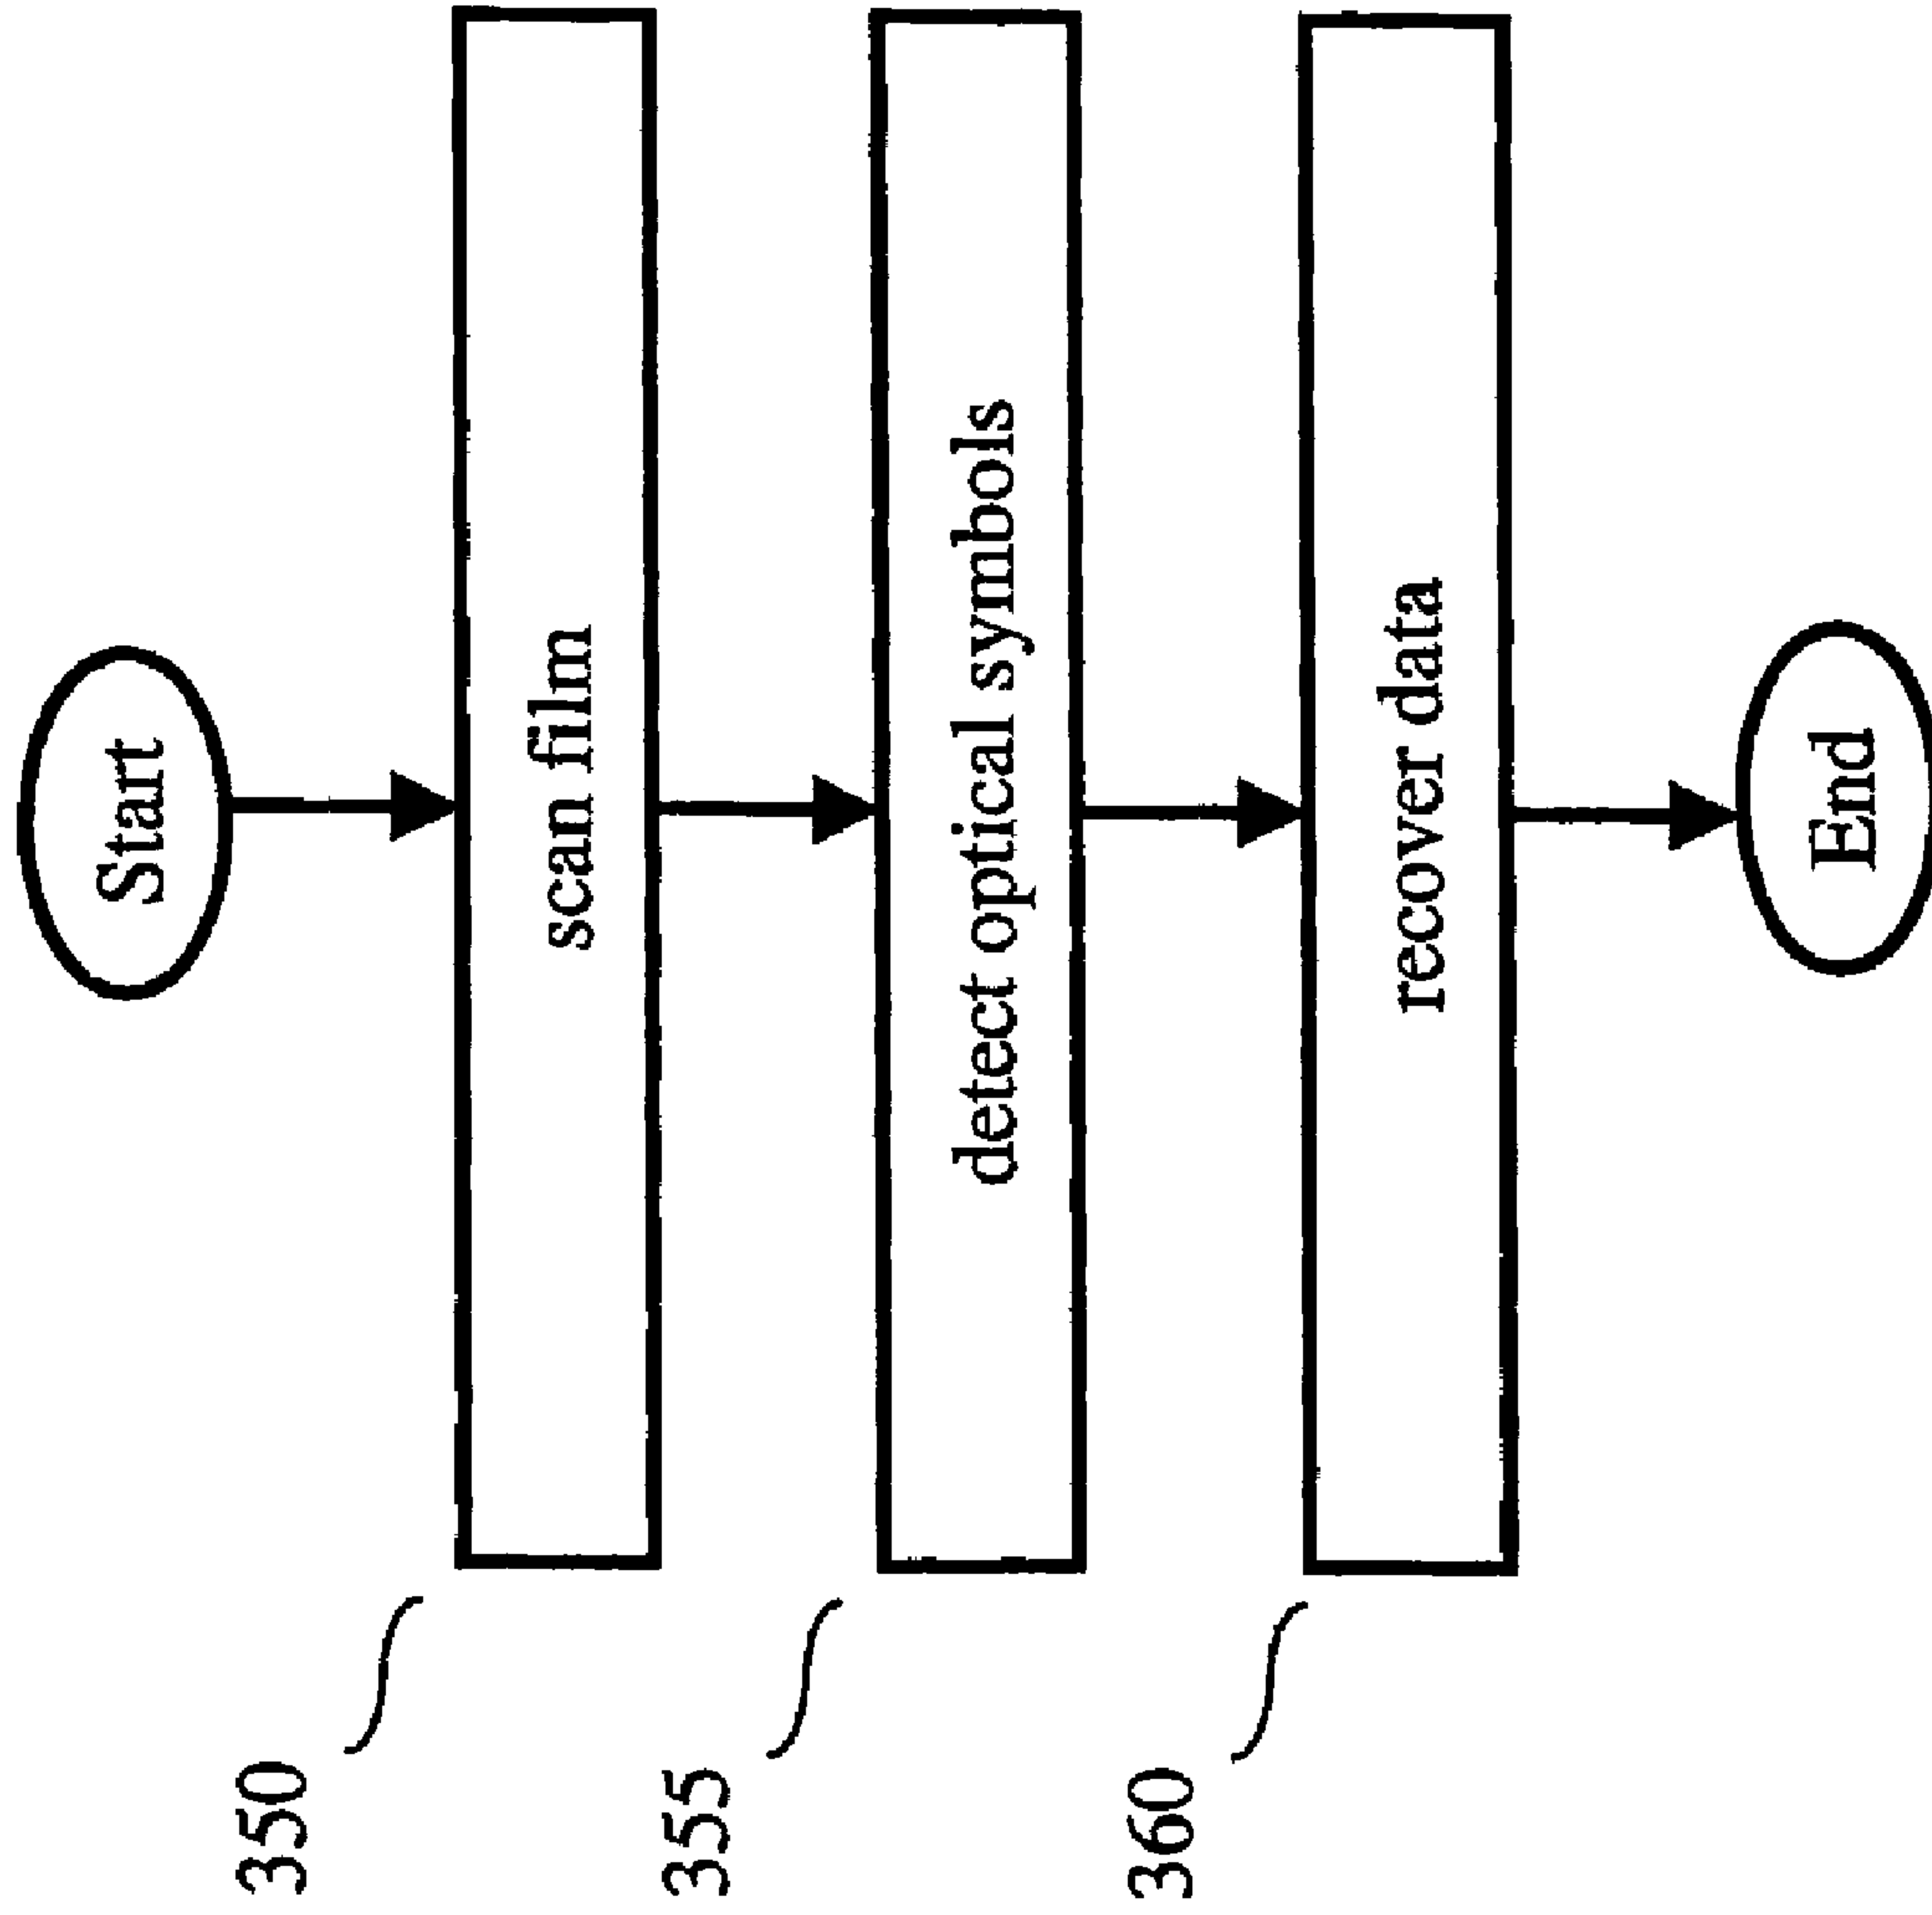 Start
350
scan film
355
detect optical symbols
360
recover data
End